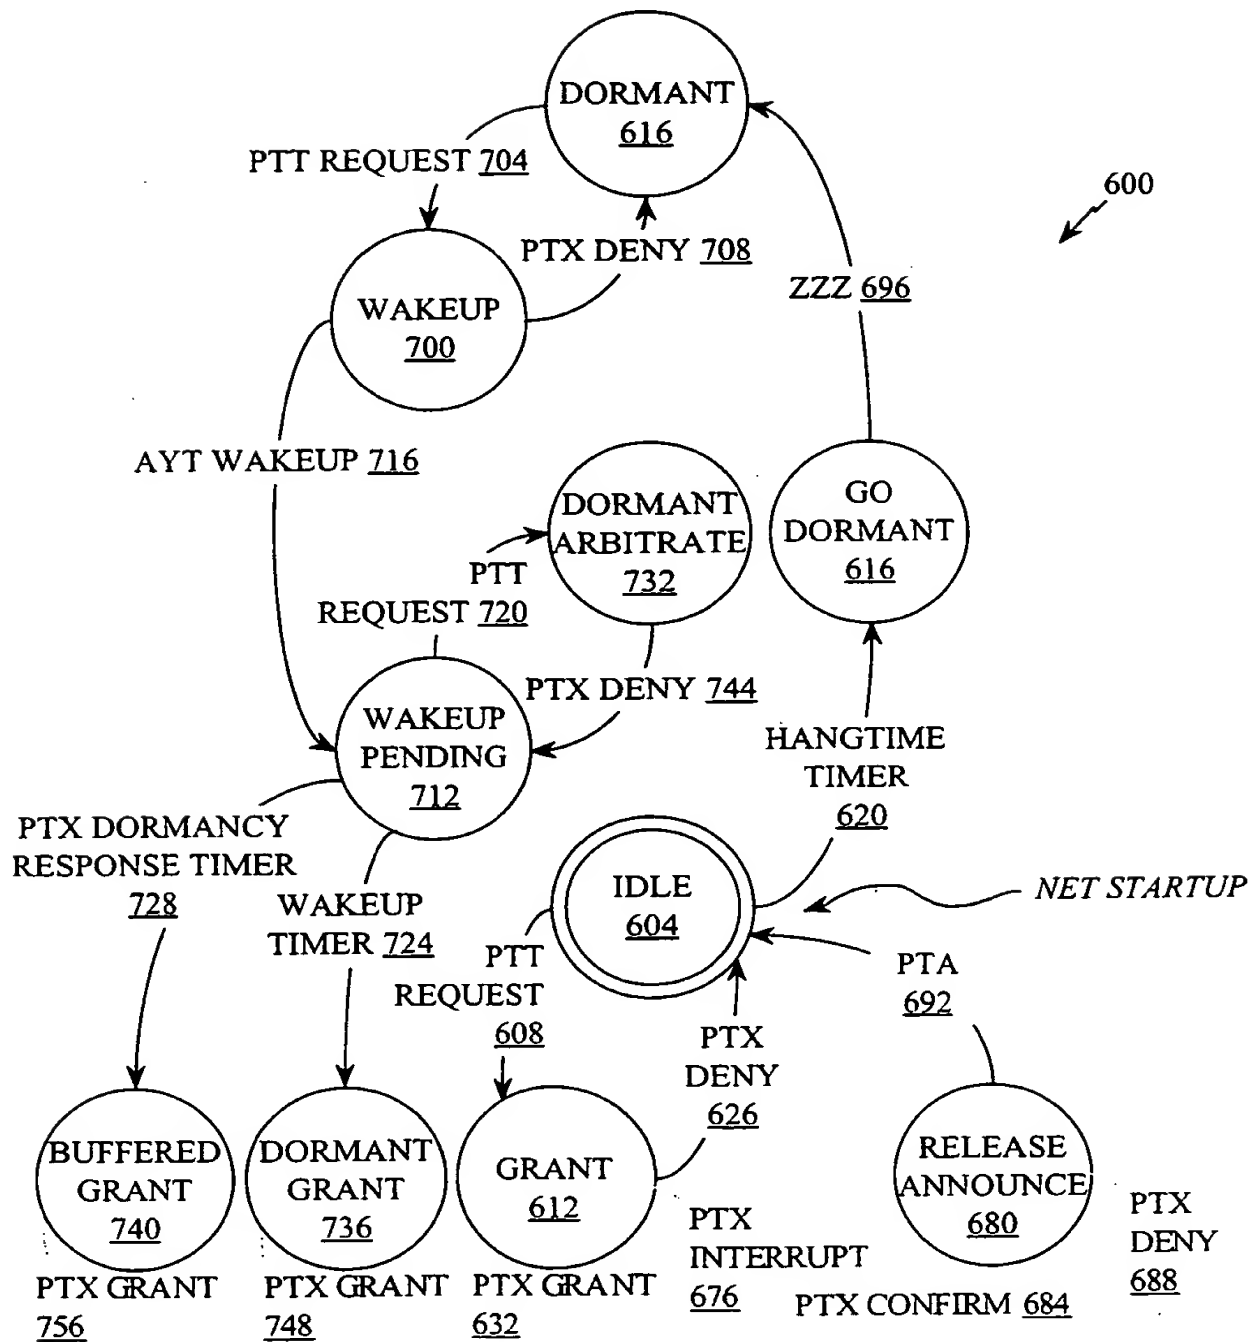 DORMANT
616
PTT REQUEST 704
600
PTX DENY 708
ZZZ 696
WAKEUP
700
AYT WAKEUP 716
DORMANT
ARBITRATE
732
GO
DORMANT
616
PTT
REQUEST 720
PTX DENY 744
WAKEUP
PENDING
712
HANGTIME
TIMER
620
PTX DORMANCY
RESPONSE TIMER
728
WAKEUP
TIMER 724
IDLE
604
NET STARTUP
PTT
REQUEST
608
PTA
692
PTX
DENY
626
BUFFERED
GRANT
740
DORMANT
GRANT
736
GRANT
612
RELEASE
ANNOUNCE
680
PTX
INTERRUPT
676
PTX
DENY
688
PTX GRANT
756
PTX GRANT
748
PTX GRANT
632
PTX CONFIRM 684